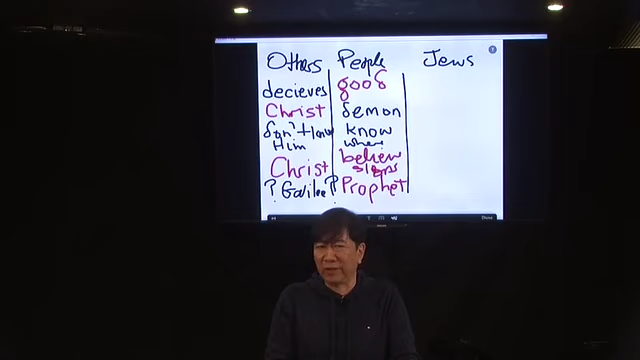 Others People Jews
decieves good
Christ demon
don't know know
Him where
Christ believe
signs
? Galilee ? Prophet